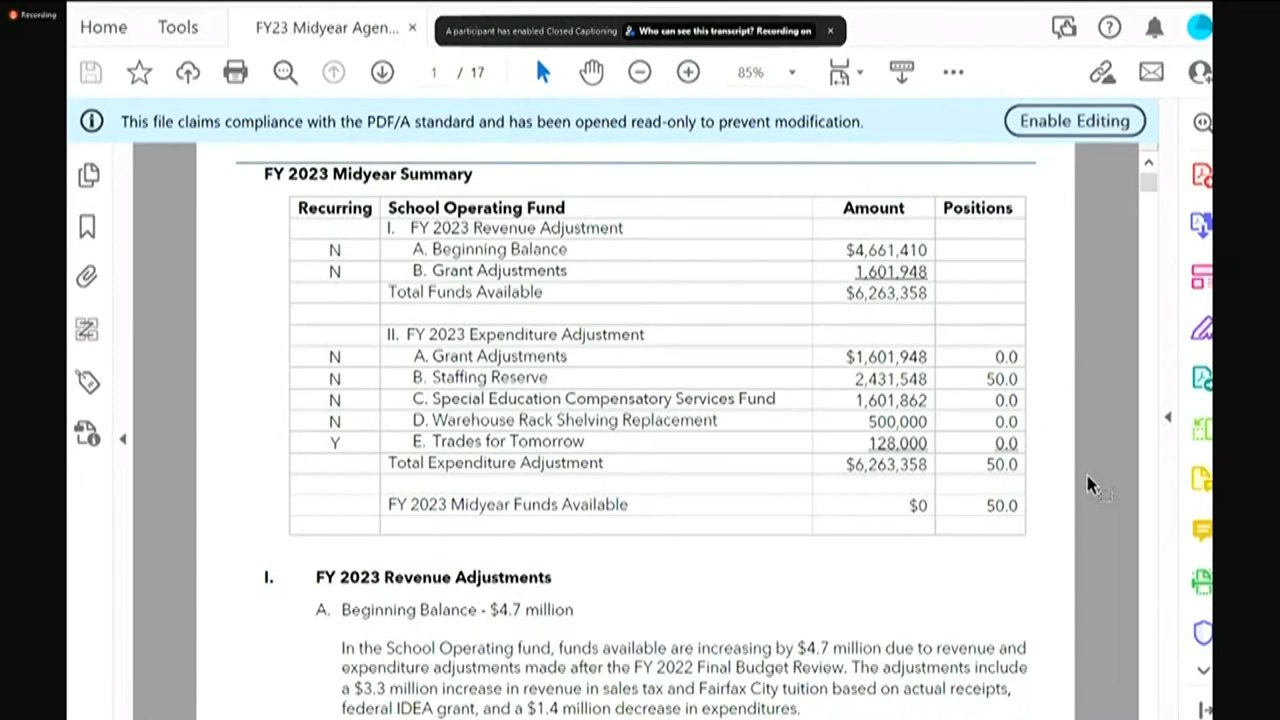 Recording
Home Tools FY23 Midyear Agen... ×
A participant has enabled Closed Captioning Who can see this transcript? Recording on ×
1 / 17 85%
This file claims compliance with the PDF/A standard and has been opened read-only to prevent modification. Enable Editing
FY 2023 Midyear Summary
Recurring School Operating Fund Amount Positions
I. FY 2023 Revenue Adjustment
N A. Beginning Balance $4,661,410
N B. Grant Adjustments 1,601,948
Total Funds Available $6,263,358
II. FY 2023 Expenditure Adjustment
N A. Grant Adjustments $1,601,948 0.0
N B. Staffing Reserve 2,431,548 50.0
N C. Special Education Compensatory Services Fund 1,601,862 0.0
N D. Warehouse Rack Shelving Replacement 500,000 0.0
Y E. Trades for Tomorrow 128,000 0.0
Total Expenditure Adjustment $6,263,358 50.0
FY 2023 Midyear Funds Available $0 50.0
I. FY 2023 Revenue Adjustments
A. Beginning Balance - $4.7 million
In the School Operating fund, funds available are increasing by $4.7 million due to revenue and
expenditure adjustments made after the FY 2022 Final Budget Review. The adjustments include
a $3.3 million increase in revenue in sales tax and Fairfax City tuition based on actual receipts,
federal IDEA grant, and a $1.4 million decrease in expenditures.